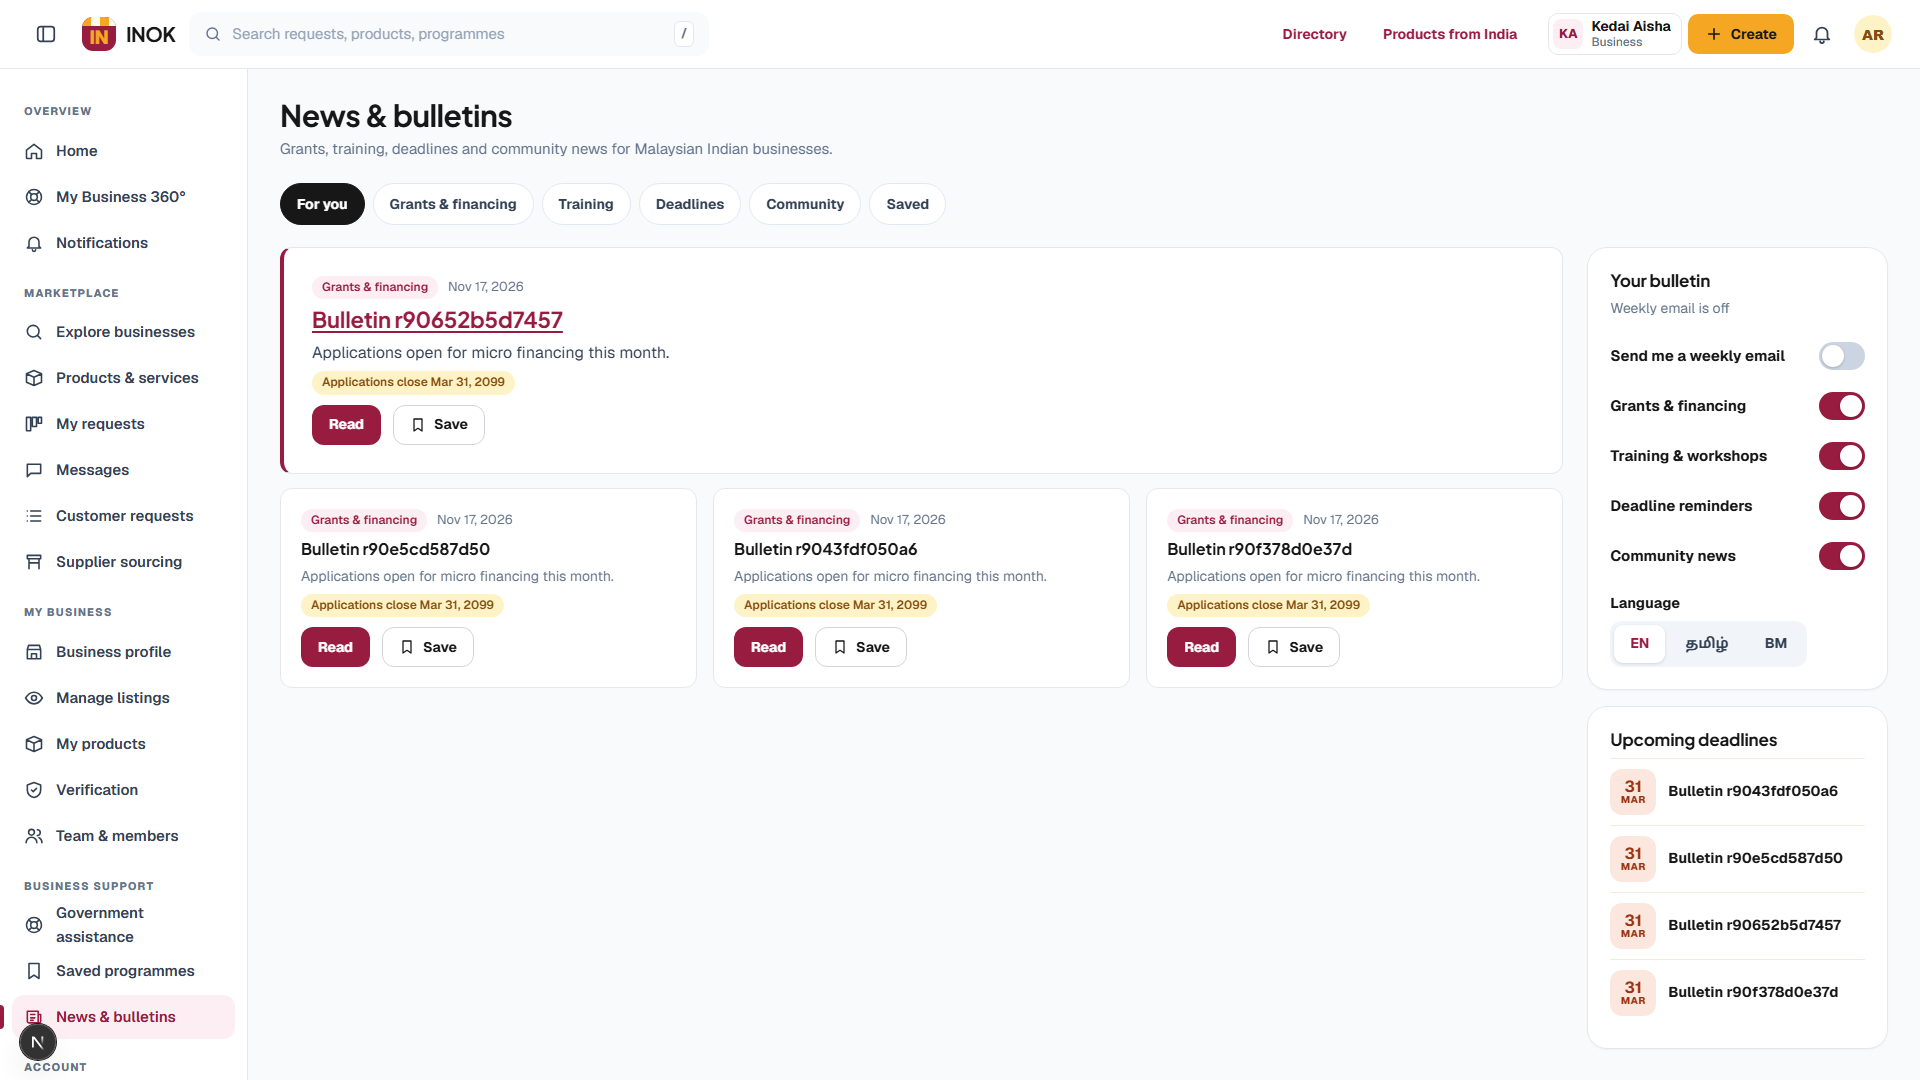 IN INOK
Search requests, products, programmes
/
Directory
Products from India
KA
Kedai Aisha
Business
Create
AR
OVERVIEW
Home
My Business 360°
Notifications
MARKETPLACE
Explore businesses
Products & services
My requests
Messages
Customer requests
Supplier sourcing
MY BUSINESS
Business profile
Manage listings
My products
Verification
Team & members
BUSINESS SUPPORT
Government
assistance
Saved programmes
News & bulletins
N
ACCOUNT
News & bulletins
Grants, training, deadlines and community news for Malaysian Indian businesses.
For you
Grants & financing
Training
Deadlines
Community
Saved
Grants & financing Nov 17, 2026
Bulletin r90652b5d7457
Applications open for micro financing this month.
Applications close Mar 31, 2099
Read Save
Grants & financing Nov 17, 2026
Bulletin r90e5cd587d50
Applications open for micro financing this month.
Applications close Mar 31, 2099
Read Save
Grants & financing Nov 17, 2026
Bulletin r9043fdf050a6
Applications open for micro financing this month.
Applications close Mar 31, 2099
Read Save
Grants & financing Nov 17, 2026
Bulletin r90f378d0e37d
Applications open for micro financing this month.
Applications close Mar 31, 2099
Read Save
Your bulletin
Weekly email is off
Send me a weekly email
Grants & financing
Training & workshops
Deadline reminders
Community news
Language
EN தமிழ் BM
Upcoming deadlines
31
MAR
Bulletin r9043fdf050a6
31
MAR
Bulletin r90e5cd587d50
31
MAR
Bulletin r90652b5d7457
31
MAR
Bulletin r90f378d0e37d